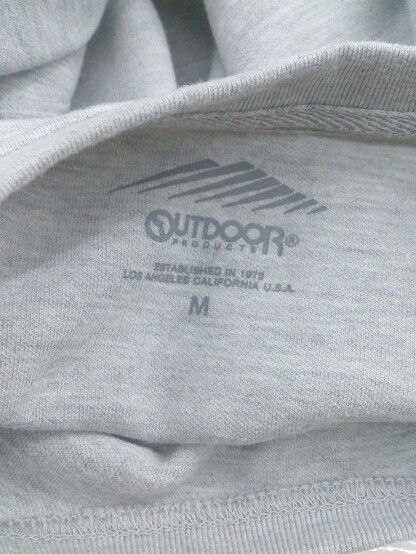 OUTDOOR®
PRODUCTS
ESTABLISHED IN 1973
LOS ANGELES CALIFORNIA U.S.A.
M